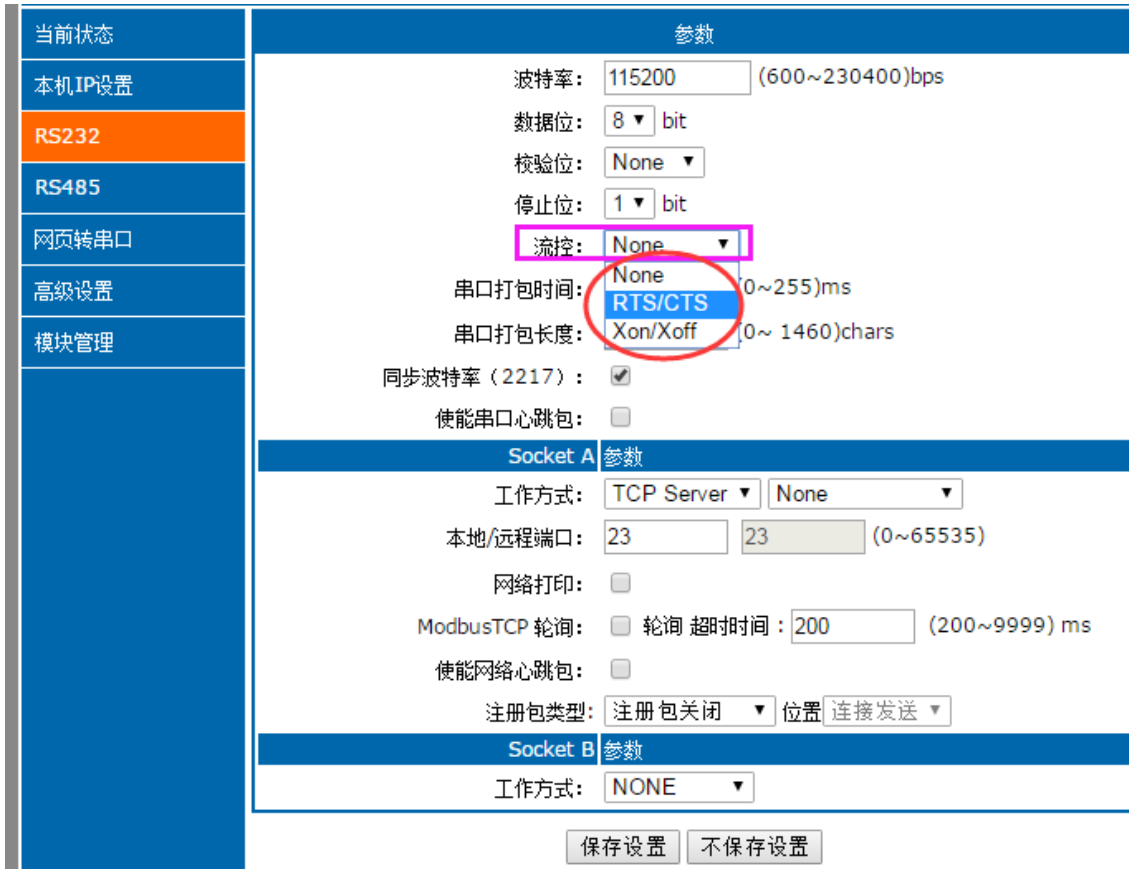 当前状态
本机IP设置
RS232
RS485
网页转串口
高级设置
模块管理
参数
波特率： 115200 (600~230400)bps
数据位： 8 bit
校验位： None
停止位： 1 bit
流控： None
None
RTS/CTS
Xon/Xoff
串口打包时间： (0~255)ms
串口打包长度： (0~ 1460)chars
同步波特率（2217）：
使能串口心跳包：
Socket A 参数
工作方式： TCP Server None
本地/远程端口： 23 23 (0~65535)
网络打印：
ModbusTCP 轮询： 轮询 超时时间：200 (200~9999) ms
使能网络心跳包：
注册包类型: 注册包关闭 位置 连接发送
Socket B 参数
工作方式： NONE
保存设置 不保存设置